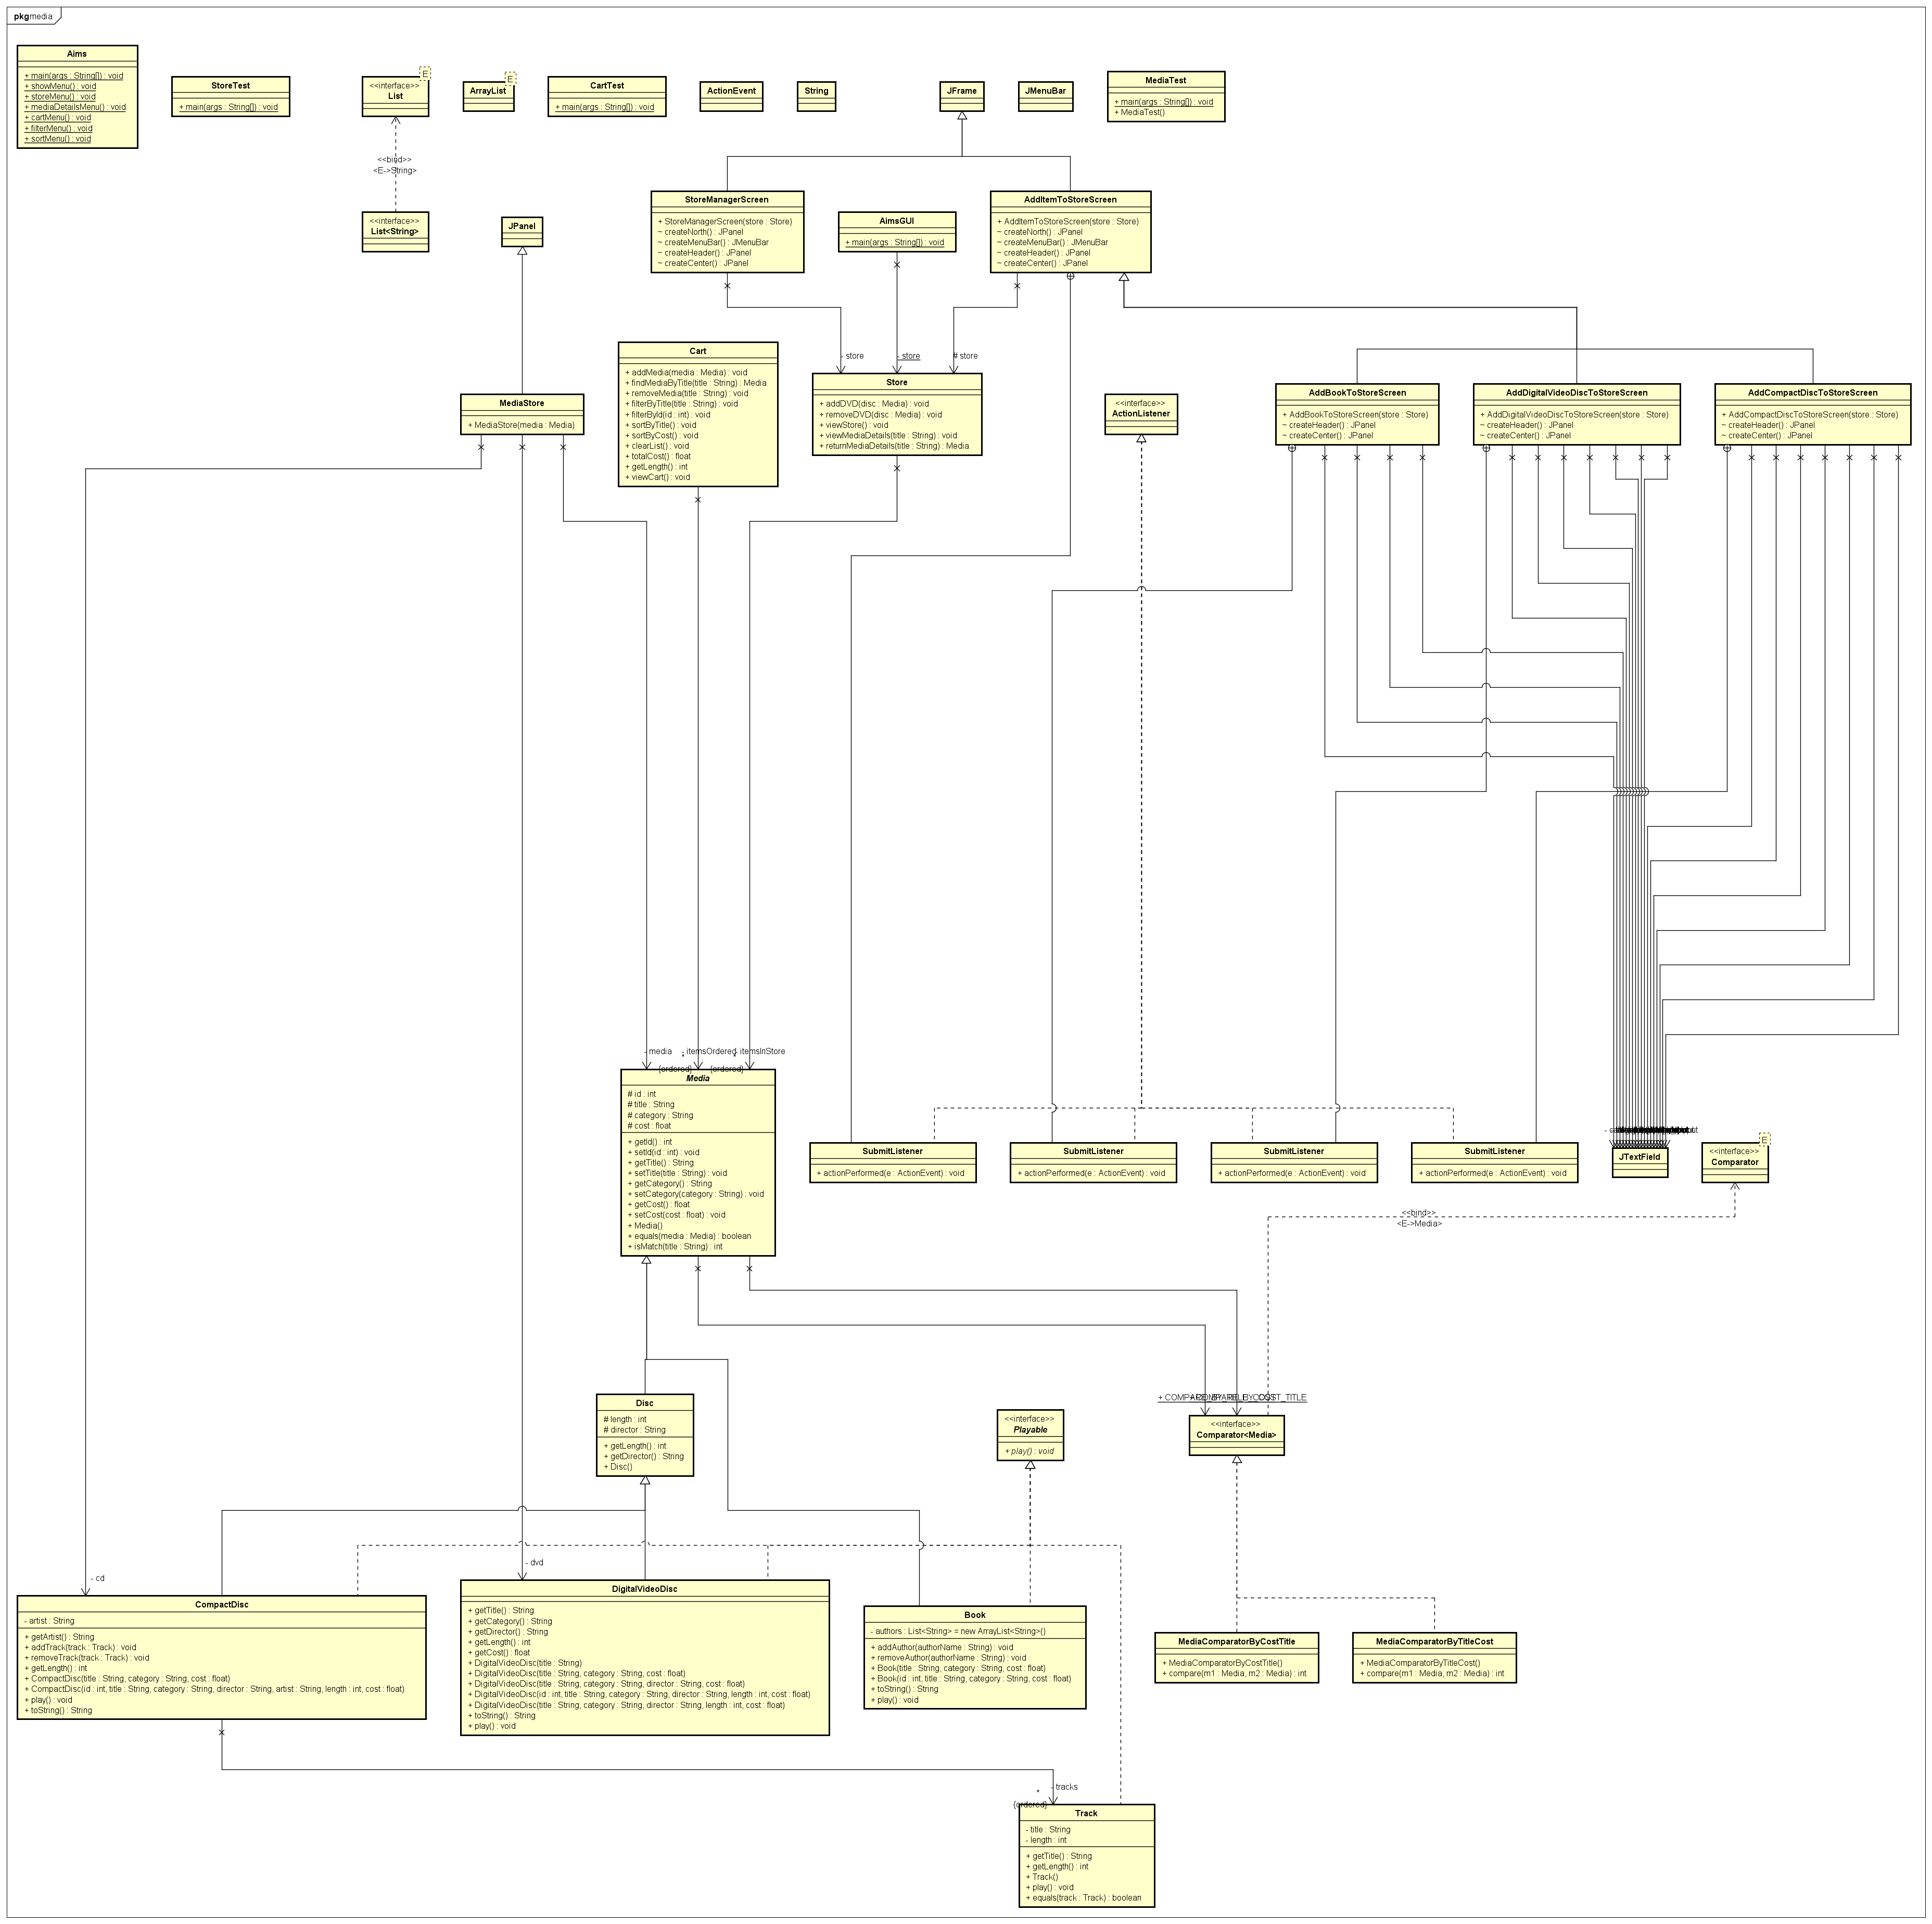 pkg media
Aims
+ main(args : String[]) : void
+ showMenu() : void
+ storeMenu() : void
+ mediaDetailsMenu() : void
+ cartMenu() : void
+ filterMenu() : void
+ sortMenu() : void
StoreTest
+ main(args : String[]) : void
E
<<interface>>
List
<<bind>>
<E->String>
<<interface>>
List<String>
E
ArrayList
CartTest
+ main(args : String[]) : void
ActionEvent
String
JFrame
JMenuBar
MediaTest
+ main(args : String[]) : void
+ MediaTest()
JPanel
StoreManagerScreen
+ StoreManagerScreen(store : Store)
~ createNorth() : JPanel
~ createMenuBar() : JMenuBar
~ createHeader() : JPanel
~ createCenter() : JPanel
AimsGUI
+ main(args : String[]) : void
AddItemToStoreScreen
+ AddItemToStoreScreen(store : Store)
~ createNorth() : JPanel
~ createMenuBar() : JMenuBar
~ createHeader() : JPanel
~ createCenter() : JPanel
- store
- store
# store
MediaStore
+ MediaStore(media : Media)
Cart
+ addMedia(media : Media) : void
+ findMediaByTitle(title : String) : Media
+ removeMedia(title : String) : void
+ filterByTitle(title : String) : void
+ filterById(id : int) : void
+ sortByTitle() : void
+ sortByCost() : void
+ clearList() : void
+ totalCost() : float
+ getLength() : int
+ viewCart() : void
Store
+ addDVD(disc : Media) : void
+ removeDVD(disc : Media) : void
+ viewStore() : void
+ viewMediaDetails(title : String) : void
+ returnMediaDetails(title : String) : Media
<<interface>>
ActionListener
AddBookToStoreScreen
+ AddBookToStoreScreen(store : Store)
~ createHeader() : JPanel
~ createCenter() : JPanel
AddDigitalVideoDiscToStoreScreen
+ AddDigitalVideoDiscToStoreScreen(store : Store)
~ createHeader() : JPanel
~ createCenter() : JPanel
AddCompactDiscToStoreScreen
+ AddCompactDiscToStoreScreen(store : Store)
~ createHeader() : JPanel
~ createCenter() : JPanel
- media
- itemsOrdered
- itemsInStore
*
*
{ordered}
{ordered}
Media
# id : int
# title : String
# category : String
# cost : float
+ getId() : int
+ setId(id : int) : void
+ getTitle() : String
+ setTitle(title : String) : void
+ getCategory() : String
+ setCategory(category : String) : void
+ getCost() : float
+ setCost(cost : float) : void
+ Media()
+ equals(media : Media) : boolean
+ isMatch(title : String) : int
SubmitListener
+ actionPerformed(e : ActionEvent) : void
SubmitListener
+ actionPerformed(e : ActionEvent) : void
SubmitListener
+ actionPerformed(e : ActionEvent) : void
SubmitListener
+ actionPerformed(e : ActionEvent) : void
JTextField
E
<<interface>>
Comparator
<<bind>>
<E->Media>
<<interface>>
Comparator<Media>
Disc
# length : int
# director : String
+ getLength() : int
+ getDirector() : String
+ Disc()
<<interface>>
Playable
+ play() : void
- cd
- dvd
CompactDisc
- artist : String
+ getArtist() : String
+ addTrack(track : Track) : void
+ removeTrack(track : Track) : void
+ getLength() : int
+ CompactDisc(title : String, category : String, cost : float)
+ CompactDisc(id : int, title : String, category : String, director : String, artist : String, length : int, cost : float)
+ play() : void
+ toString() : String
DigitalVideoDisc
+ getTitle() : String
+ getCategory() : String
+ getDirector() : String
+ getLength() : int
+ getCost() : float
+ DigitalVideoDisc(title : String)
+ DigitalVideoDisc(title : String, category : String, cost : float)
+ DigitalVideoDisc(title : String, category : String, director : String, cost : float)
+ DigitalVideoDisc(id : int, title : String, category : String, director : String, length : int, cost : float)
+ DigitalVideoDisc(title : String, category : String, director : String, length : int, cost : float)
+ toString() : String
+ play() : void
Book
- authors : List<String> = new ArrayList<String>()
+ addAuthor(authorName : String) : void
+ removeAuthor(authorName : String) : void
+ Book(title : String, category : String, cost : float)
+ Book(id : int, title : String, category : String, cost : float)
+ toString() : String
+ play() : void
MediaComparatorByCostTitle
+ MediaComparatorByCostTitle()
+ compare(m1 : Media, m2 : Media) : int
MediaComparatorByTitleCost
+ MediaComparatorByTitleCost()
+ compare(m1 : Media, m2 : Media) : int
- tracks
*
{ordered}
Track
- title : String
- length : int
+ getTitle() : String
+ getLength() : int
+ Track()
+ play() : void
+ equals(track : Track) : boolean